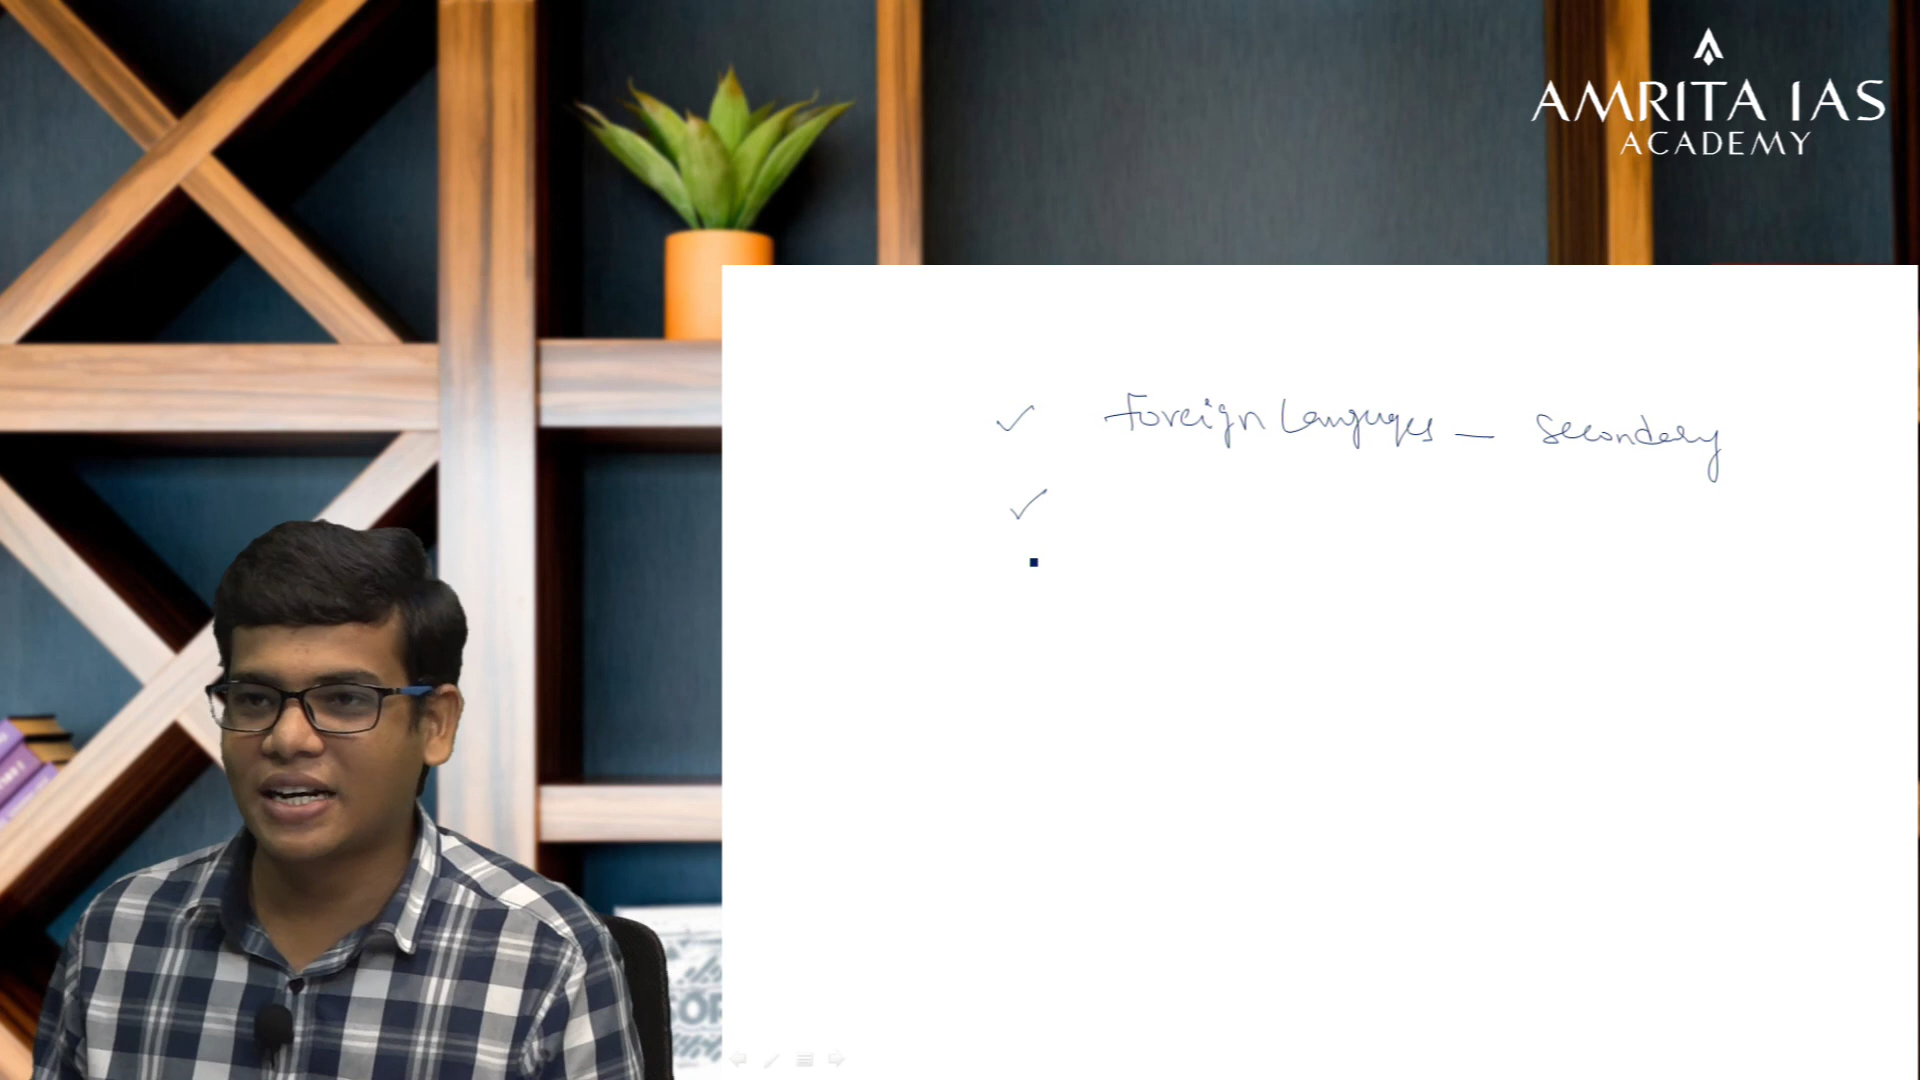 AMRITA IAS
ACADEMY
✓ Foreign Languages — Secondary
✓